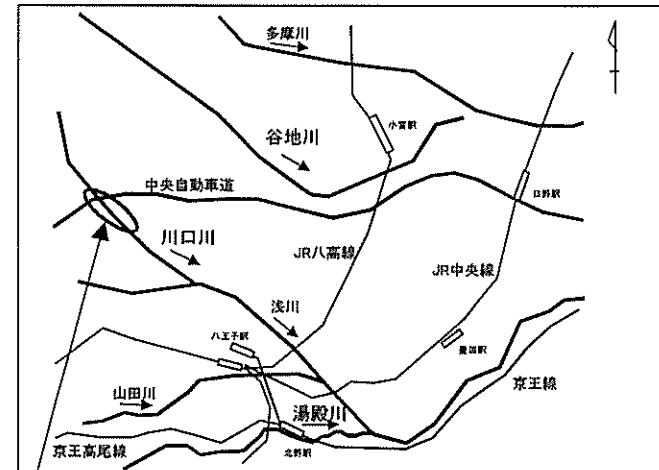 多摩川
小宮駅
谷地川
中央自動車道
日野駅
川口川
JR八高線
JR中央線
浅川
八王子駅
豊田駅
山田川
京王線
湯殿川
京王高尾線
北野駅